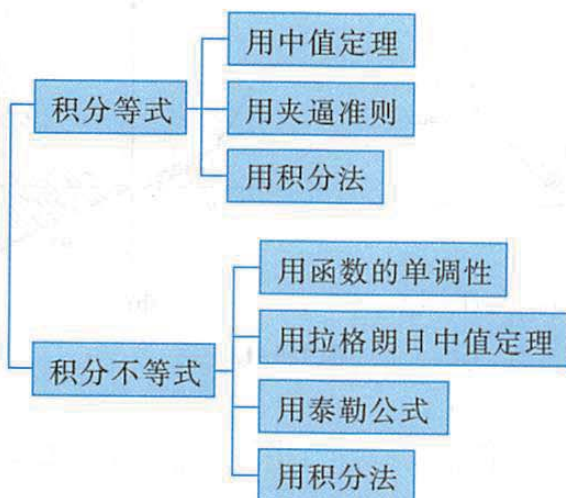 积分等式
用中值定理
用夹逼准则
用积分法
积分不等式
用函数的单调性
用拉格朗日中值定理
用泰勒公式
用积分法